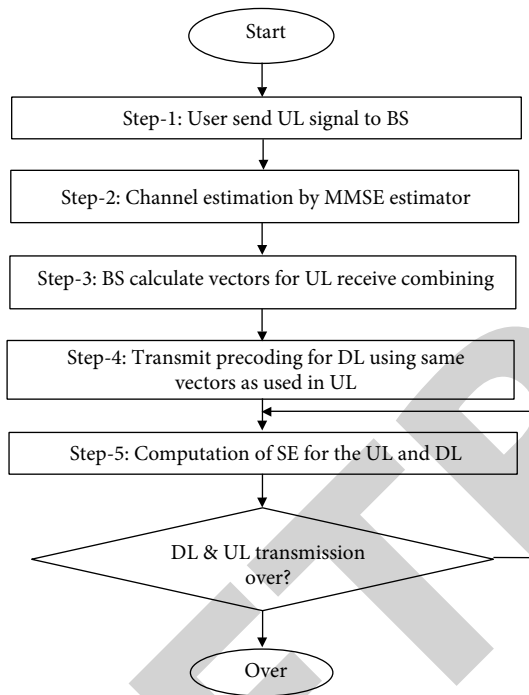 Start
Step-1: User send UL signal to BS
Step-2: Channel estimation by MMSE estimator
Step-3: BS calculate vectors for UL receive combining
Step-4: Transmit precoding for DL using same
vectors as used in UL
Step-5: Computation of SE for the UL and DL
DL & UL transmission
over?
Over